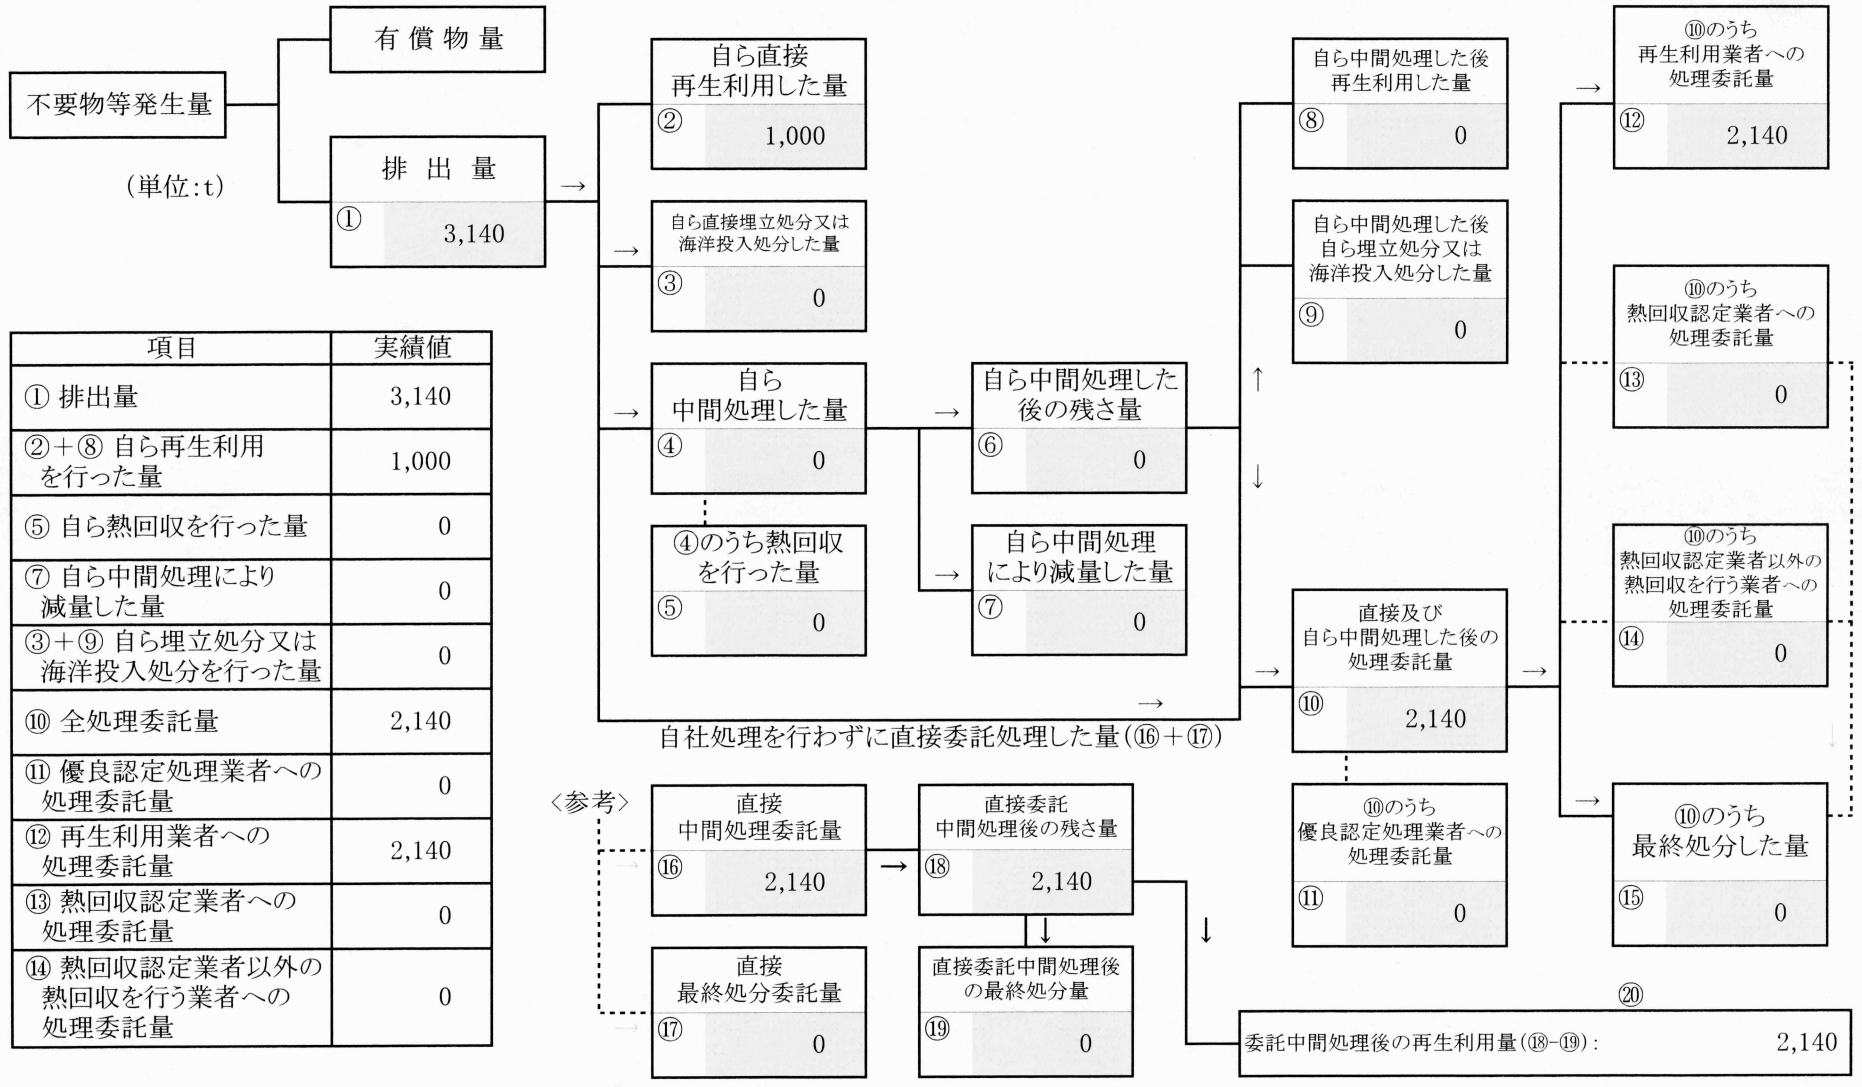 不要物等発生量
(単位:t)
有償物量
排出量
① 3,140
自ら直接
再生利用した量
② 1,000
自ら直接埋立処分又は
海洋投入処分した量
③ 0
自ら
中間処理した量
④ 0
④のうち熱回収
を行った量
⑤ 0
自ら中間処理した
後の残さ量
⑥ 0
自ら中間処理
により減量した量
⑦ 0
自ら中間処理した後
再生利用した量
⑧ 0
自ら中間処理した後
自ら埋立処分又は
海洋投入処分した量
⑨ 0
直接及び
自ら中間処理した後の
処理委託量
⑩ 2,140
⑩のうち
優良認定処理業者への
処理委託量
⑪ 0
⑩のうち
再生利用業者への
処理委託量
⑫ 2,140
⑩のうち
熱回収認定業者への
処理委託量
⑬ 0
⑩のうち
熱回収認定業者以外の
熱回収を行う業者への
処理委託量
⑭ 0
⑩のうち
最終処分した量
⑮ 0
自社処理を行わずに直接委託処理した量(⑯+⑰)
〈参考〉
直接
中間処理委託量
⑯ 2,140
直接
最終処分委託量
⑰ 0
直接委託
中間処理後の残さ量
⑱ 2,140
直接委託中間処理後
の最終処分量
⑲ 0
⑳
委託中間処理後の再生利用量(⑱-⑲): 2,140
項目 実績値
① 排出量 3,140
②+⑧ 自ら再生利用
を行った量 1,000
⑤ 自ら熱回収を行った量 0
⑦ 自ら中間処理により
減量した量 0
③+⑨ 自ら埋立処分又は
海洋投入処分を行った量 0
⑩ 全処理委託量 2,140
⑪ 優良認定処理業者への
処理委託量 0
⑫ 再生利用業者への
処理委託量 2,140
⑬ 熱回収認定業者への
処理委託量 0
⑭ 熱回収認定業者以外の
熱回収を行う業者への
処理委託量 0